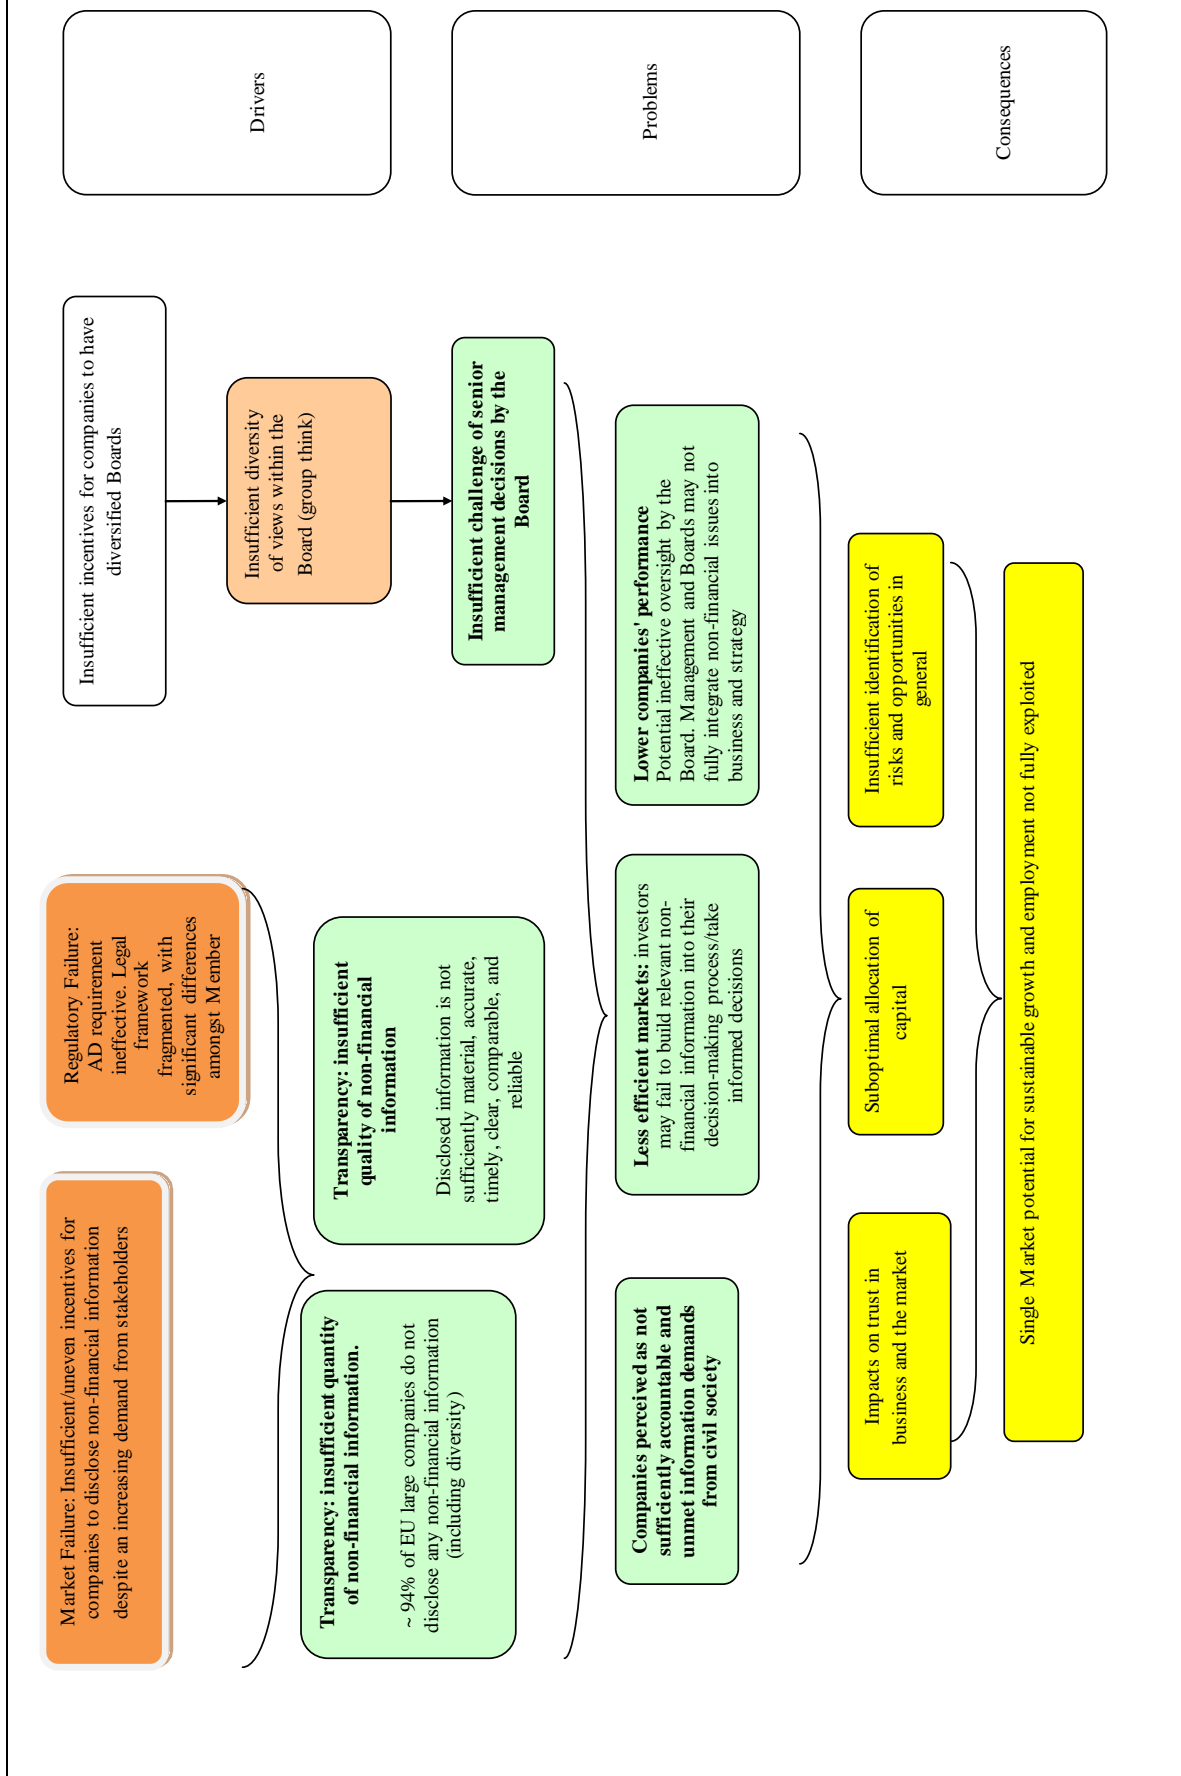 Market Failure: Insufficient/uneven incentives for
companies to disclose non-financial information
despite an increasing demand from stakeholders
Regulatory Failure:
AD requirement
ineffective. Legal
framework
fragmented, with
significant differences
amongst Member
Insufficient incentives for companies to have
diversified Boards
Drivers
Insufficient diversity
of views within the
Board (group think)
Transparency: insufficient quantity
of non-financial information.
~ 94% of EU large companies do not
disclose any non-financial information
(including diversity)
Transparency: insufficient
quality of non-financial
information
Disclosed information is not
sufficiently material, accurate,
timely, clear, comparable, and
reliable
Insufficient challenge of senior
management decisions by the
Board
Problems
Companies perceived as not
sufficiently accountable and
unmet information demands
from civil society
Less efficient markets: investors
may fail to build relevant non-
financial information into their
decision-making process/take
informed decisions
Lower companies' performance
Potential ineffective oversight by the
Board. Management and Boards may not
fully integrate non-financial issues into
business and strategy
Impacts on trust in
business and the market
Suboptimal allocation of
capital
Insufficient identification of
risks and opportunities in
general
Consequences
Single Market potential for sustainable growth and employment not fully exploited